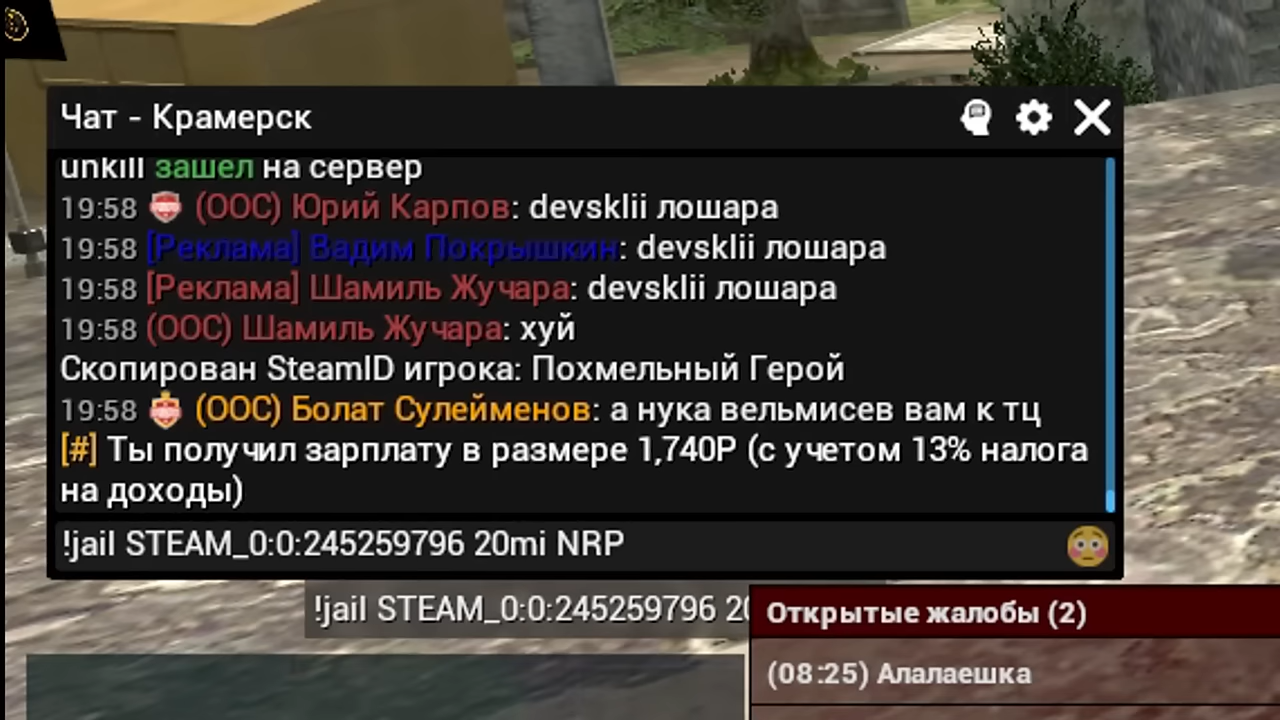 Чат - Крамерск
unkill зашел на сервер
19:58 (OOC) Юрий Карпов: devsklii лошара
19:58 [Реклама] Вадим Покрышкин: devsklii лошара
19:58 [Реклама] Шамиль Жучара: devsklii лошара
19:58 (OOC) Шамиль Жучара: хуй
Скопирован SteamID игрока: Похмельный Герой
19:58 (OOC) Болат Сулейменов: а нука вельмисев вам к тц
[#] Ты получил зарплату в размере 1,740Р (с учетом 13% налога
на доходы)
!jail STEAM_0:0:245259796 20mi NRP
!jail STEAM_0:0:245259796 20
Открытые жалобы (2)
(08:25) Алалаешка